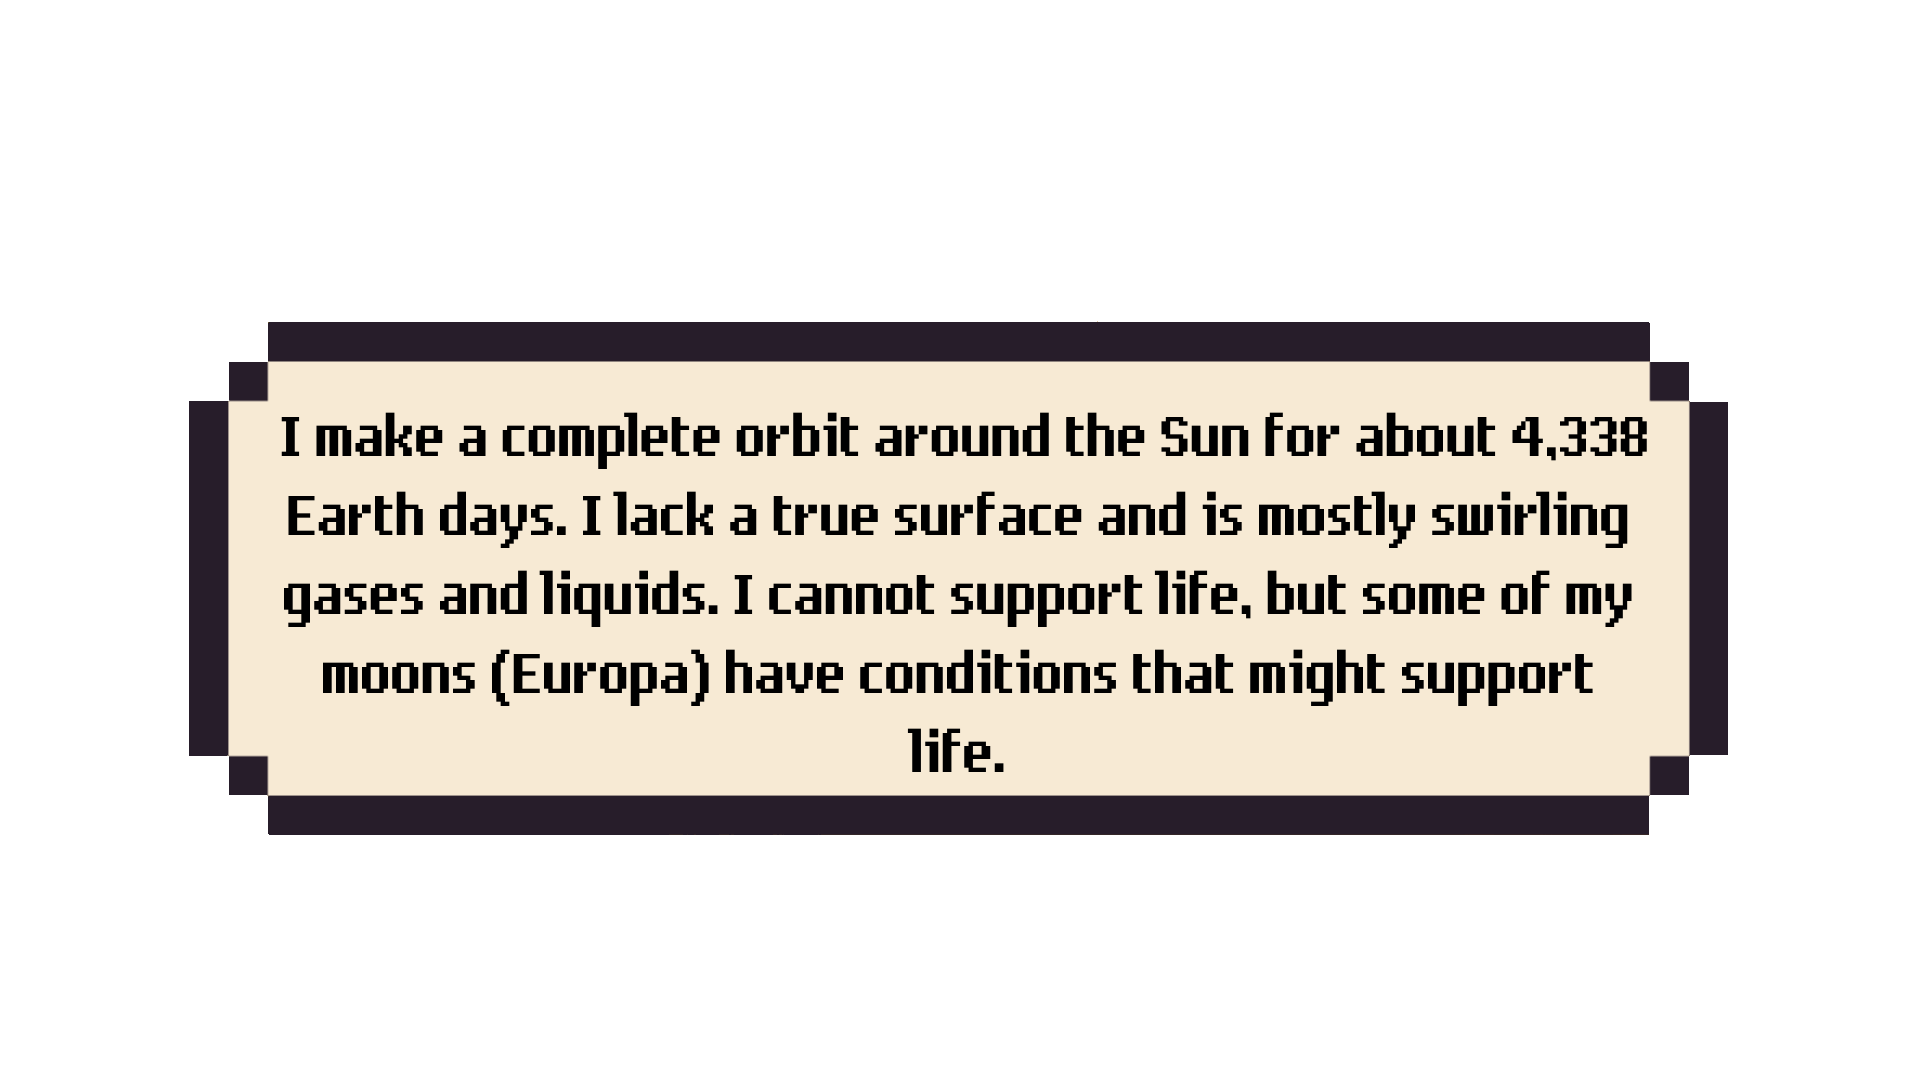 I make a complete orbit around the Sun for about 4,338
Earth days. I lack a true surface and is mostly swirling
gases and liquids. I cannot support life, but some of my
moons (Europa) have conditions that might support
life.